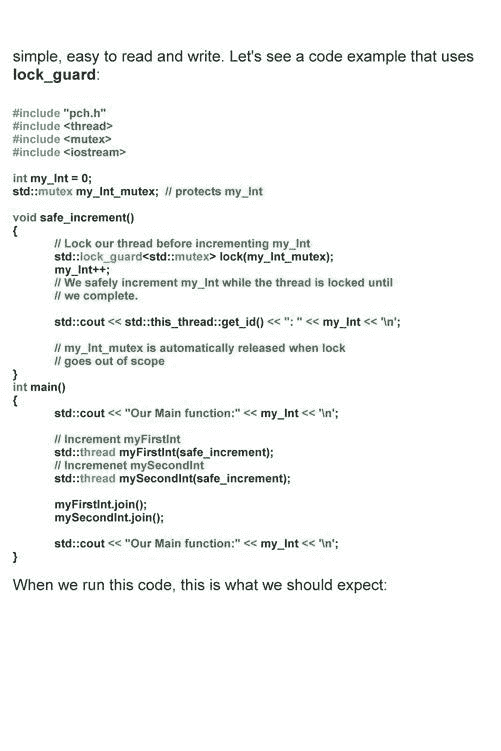 simple, easy to read and write. Let's see a code example that uses
lock_guard:
#include "pch.h"
#include <thread>
#include <mutex>
#include <iostream>
int my_Int = 0;
std::mutex my_Int_mutex; // protects my_Int
void safe_increment()
{
// Lock our thread before incrementing my_Int
std::lock_guard<std::mutex> lock(my_Int_mutex);
my_Int++;
// We safely increment my_Int while the thread is locked until
// we complete.
std::cout << std::this_thread::get_id() << ": " << my_Int << '\n';
// my_Int_mutex is automatically released when lock
// goes out of scope
}
int main()
{
std::cout << "Our Main function:" << my_Int << '\n';
// Increment myFirstInt
std::thread myFirstInt(safe_increment);
// Incremenet mySecondInt
std::thread mySecondInt(safe_increment);
myFirstInt.join();
mySecondInt.join();
std::cout << "Our Main function:" << my_Int << '\n';
}
When we run this code, this is what we should expect: